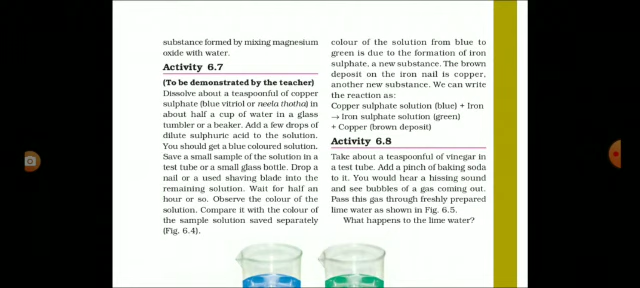 substance formed by mixing magnesium
oxide with water.
Activity 6.7
(To be demonstrated by the teacher)
Dissolve about a teaspoonful of copper
sulphate (blue vitriol or neela thotha) in
about half a cup of water in a glass
tumbler or a beaker. Add a few drops of
dilute sulphuric acid to the solution.
You should get a blue coloured solution.
Save a small sample of the solution in a
test tube or a small glass bottle. Drop a
nail or a used shaving blade into the
remaining solution. Wait for half an
hour or so. Observe the colour of the
solution. Compare it with the colour of
the sample solution saved separately
(Fig. 6.4).
colour of the solution from blue to
green is due to the formation of iron
sulphate, a new substance. The brown
deposit on the iron nail is copper,
another new substance. We can write
the reaction as:
Copper sulphate solution (blue) + Iron
→ Iron sulphate solution (green)
+ Copper (brown deposit)
Activity 6.8
Take about a teaspoonful of vinegar in
a test tube. Add a pinch of baking soda
to it. You would hear a hissing sound
and see bubbles of a gas coming out.
Pass this gas through freshly prepared
lime water as shown in Fig. 6.5.
What happens to the lime water?